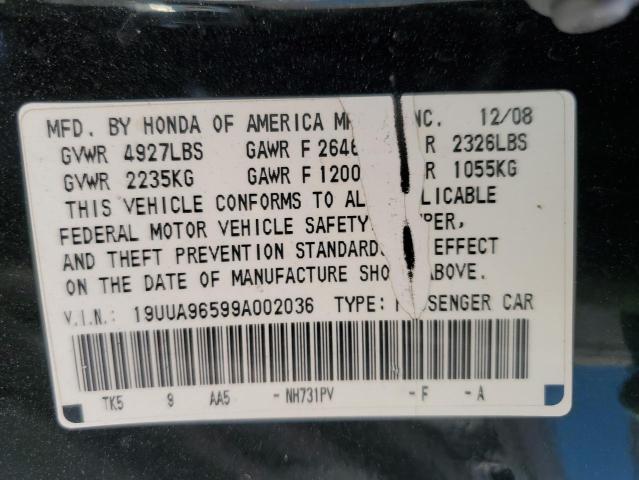 MFD. BY HONDA OF AMERICA M NC. 12/08
GVWR 4927LBS GAWR F 2646 R 2326LBS
GVWR 2235KG GAWR F 1200 R 1055KG
THIS VEHICLE CONFORMS TO AL LICABLE
FEDERAL MOTOR VEHICLE SAFETY PER,
AND THEFT PREVENTION STANDARD EFFECT
ON THE DATE OF MANUFACTURE SHO ABOVE.
V.I.N.: 19UUA96599A002036 TYPE: SENGER CAR
TK5 9 AA5 - NH731PV - F - A